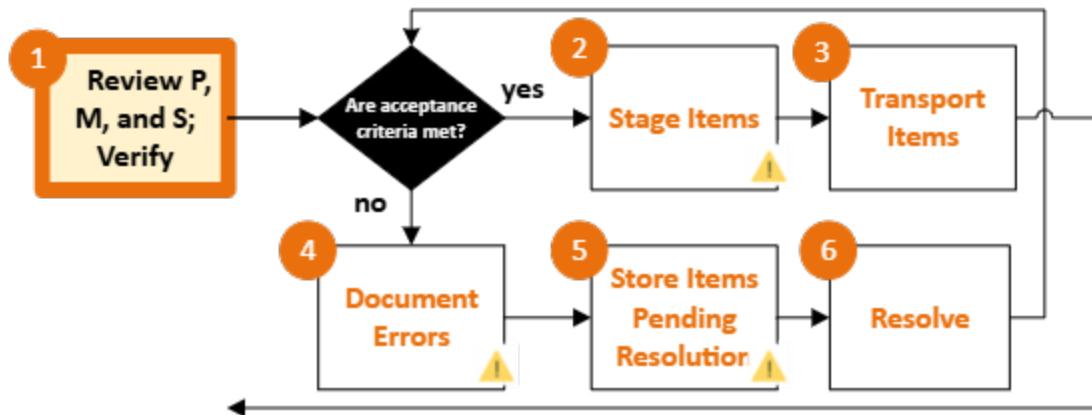 1
Review P,
M, and S;
Verify
Are acceptance
criteria met?
yes
2
Stage Items
3
Transport
Items
no
4
Document
Errors
5
Store Items
Pending
Resolution
6
Resolve